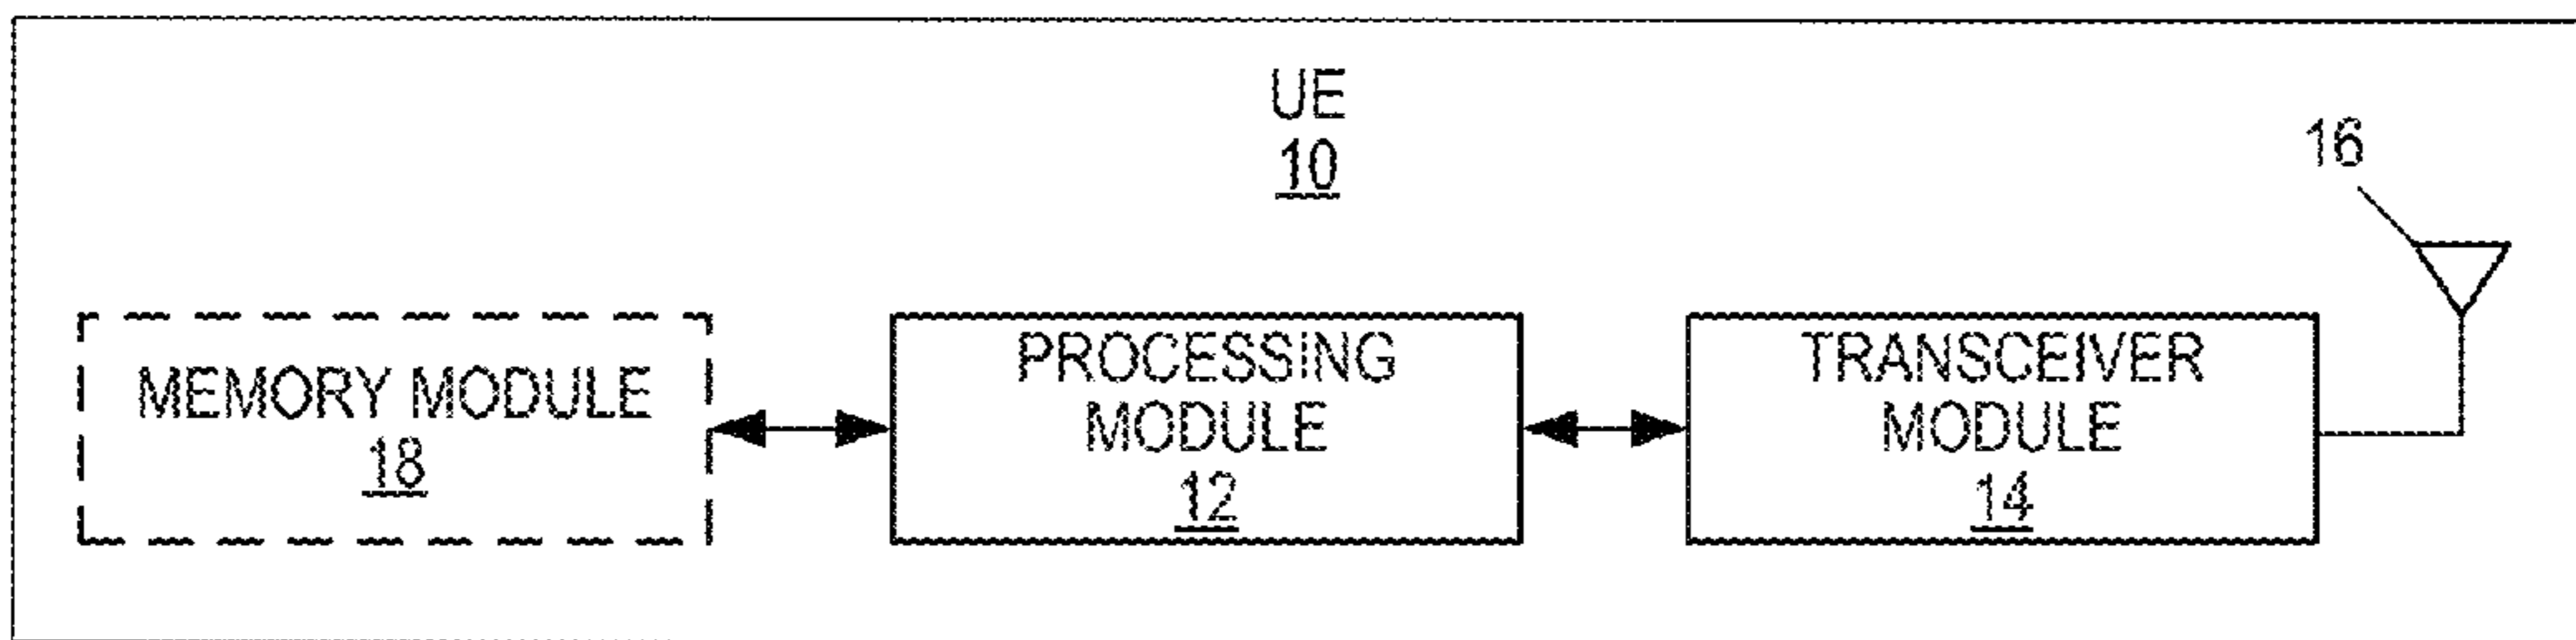 UE
10
16
MEMORY MODULE
18
PROCESSING
MODULE
12
TRANSCEIVER
MODULE
14